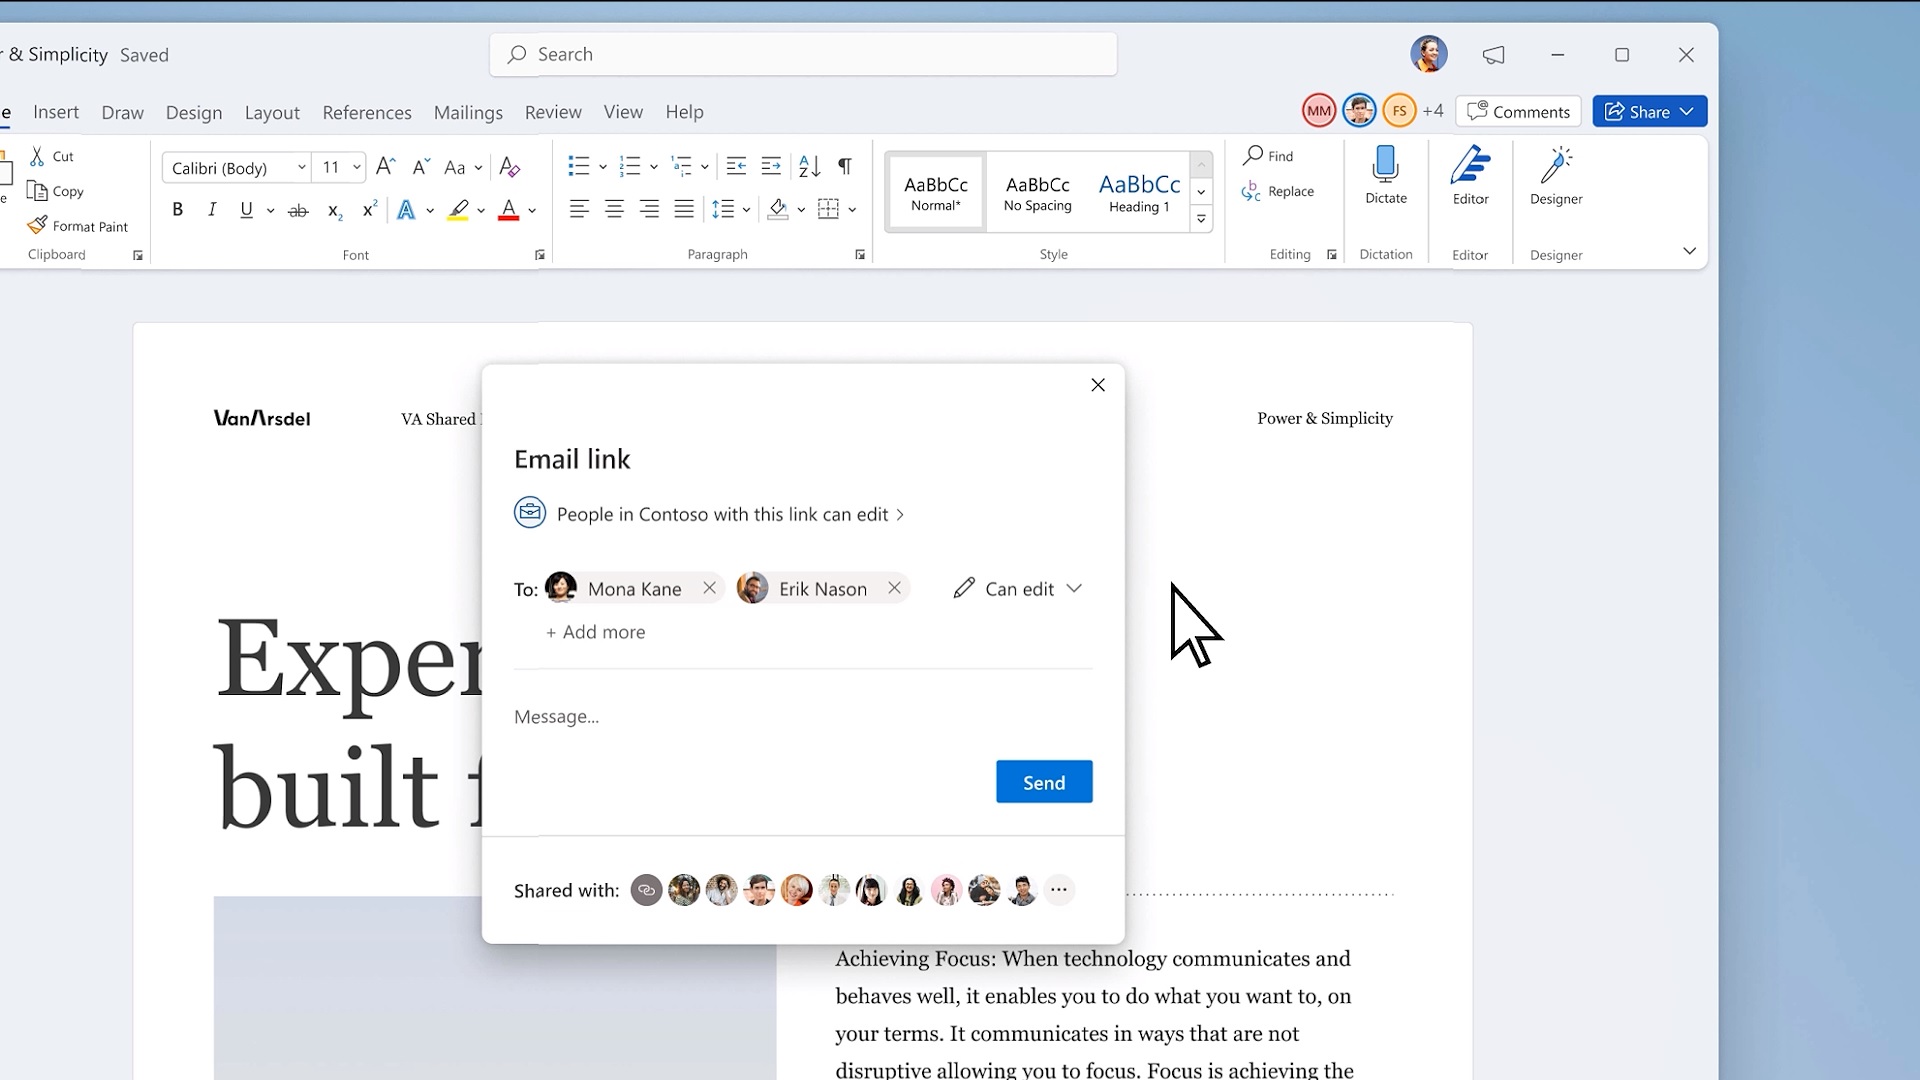 r & Simplicity Saved
Search
e Insert Draw Design Layout References Mailings Review View Help
MM FS +4 Comments Share
Cut
Copy
Format Paint
Clipboard
Calibri (Body) 11 Aa
B I U ab
Font
Paragraph
AaBbCc AaBbCc AaBbCc
Normal* No Spacing Heading 1
Style
Find
Replace
Editing
Dictate
Dictation
Editor
Editor
Designer
Designer
VanArsdel VA Shared Power & Simplicity
Exper
built f
Email link
People in Contoso with this link can edit
To: Mona Kane Erik Nason Can edit
+ Add more
Message...
Send
Shared with:
Achieving Focus: When technology communicates and
behaves well, it enables you to do what you want to, on
your terms. It communicates in ways that are not
disruptive allowing you to focus. Focus is achieving the